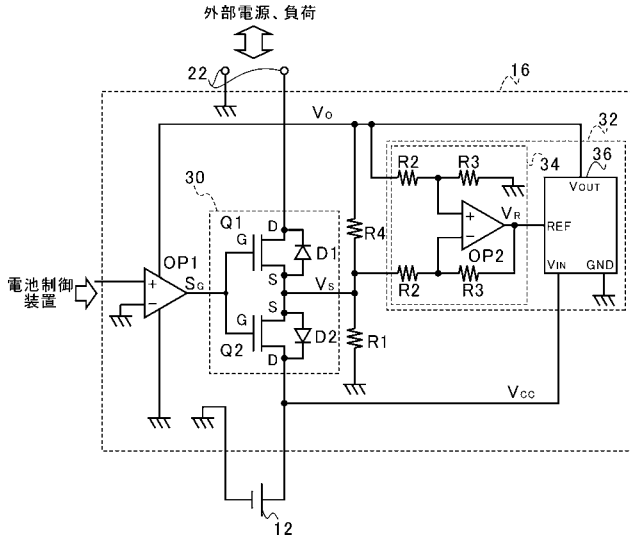 外部電源、負荷
22
16
VO
32
34
36
R2
R3
VOUT
30
Q1
D
G
D1
R4
VR
REF
OP1
OP2
電池制御
装置
SG
S
VS
R2
R3
VIN
GND
S
G
D2
Q2
D
R1
VCC
12
+
−
+
−